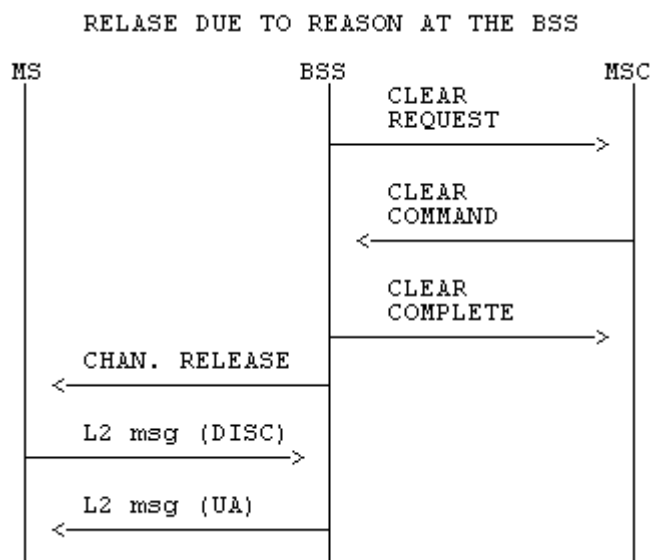 RELASE DUE TO REASON AT THE BSS
MS BSS MSC
CLEAR
REQUEST
CLEAR
COMMAND
CLEAR
COMPLETE
CHAN. RELEASE
L2 msg (DISC)
L2 msg (UA)